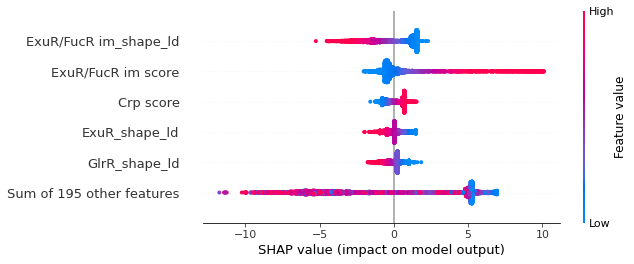 High
ExuR/FucR im_shape_ld
ExuR/FucR im score
Crp score
ExuR_shape_ld
GlrR_shape_ld
Sum of 195 other features
Feature value
Low
−10 −5 0 5 10
SHAP value (impact on model output)